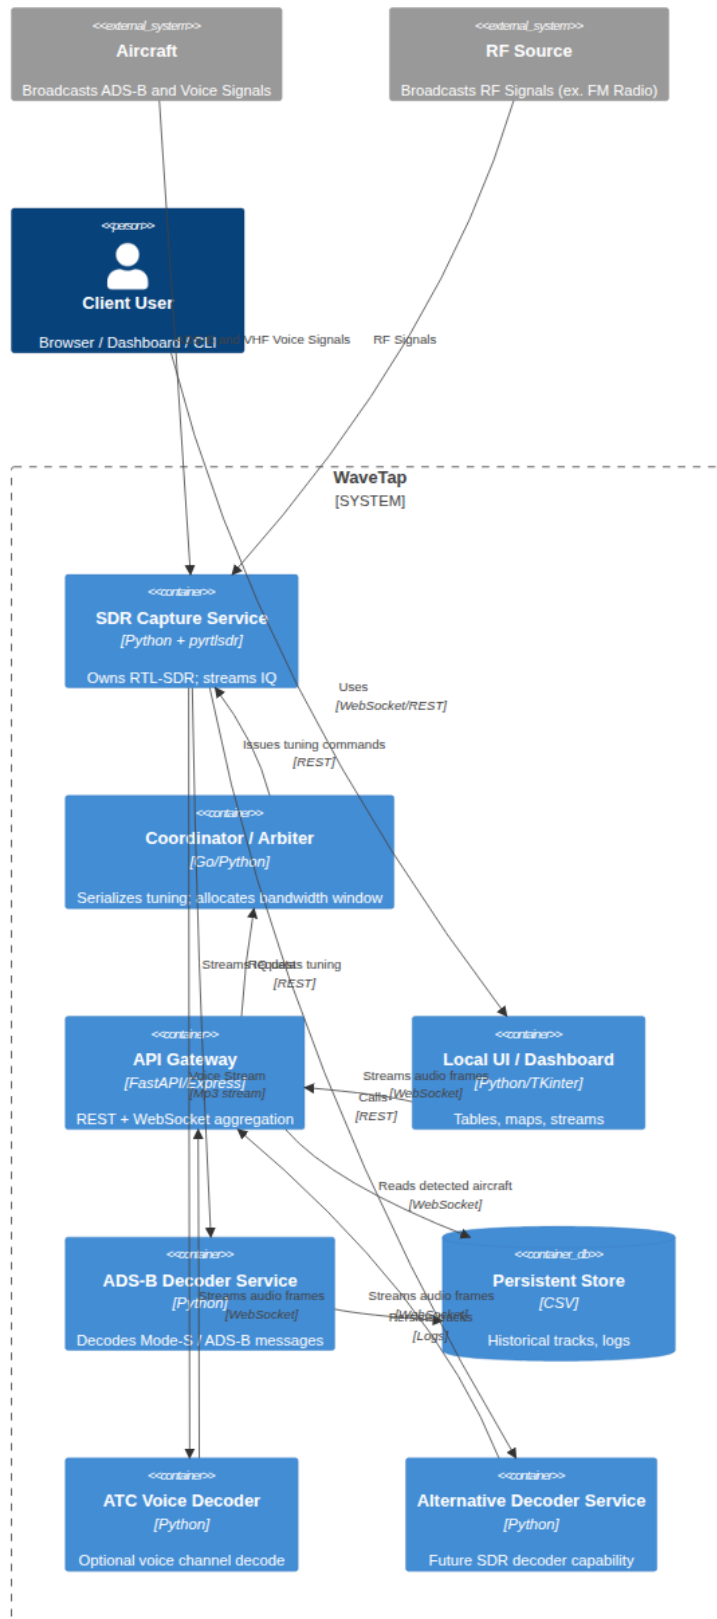 <<external_system>>
Aircraft
Broadcasts ADS-B and Voice Signals
<<external_system>>
RF Source
Broadcasts RF Signals (ex. FM Radio)
<<person>>
Client User
Browser / Dashboard / CLI
and VHF Voice Signals
RF Signals
WaveTap
[SYSTEM]
<<container>>
SDR Capture Service
[Python + pyrtlsdr]
Owns RTL-SDR; streams IQ
Uses
[WebSocket/REST]
Issues tuning commands
[REST]
<<container>>
Coordinator / Arbiter
[Go/Python]
Serializes tuning; allocates bandwidth window
Streams IQ data
Requests tuning
[REST]
<<container>>
API Gateway
[FastAPI/Express]
REST + WebSocket aggregation
Voice Stream
[Mp3 stream]
Streams audio frames
[WebSocket]
Calls
[REST]
<<container>>
Local UI / Dashboard
[Python/TKinter]
Tables, maps, streams
Reads detected aircraft
[WebSocket]
<<container>>
ADS-B Decoder Service
[Python]
Decodes Mode-S / ADS-B messages
Streams audio frames
[WebSocket]
Streams audio frames
[WebSocket]
Persist tracks
[Logs]
<<container_db>>
Persistent Store
[CSV]
Historical tracks, logs
<<container>>
ATC Voice Decoder
[Python]
Optional voice channel decode
<<container>>
Alternative Decoder Service
[Python]
Future SDR decoder capability